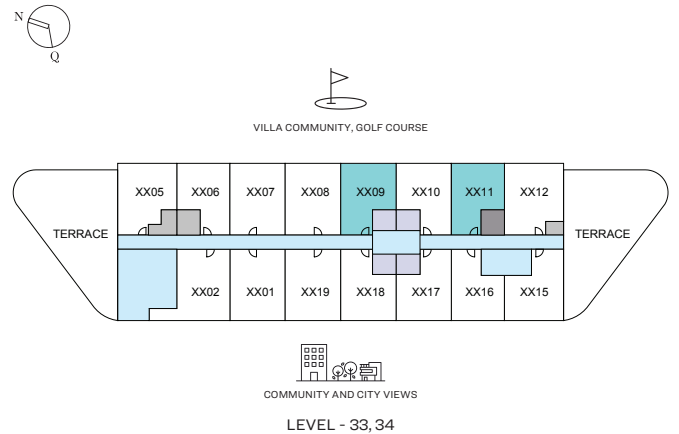 N
Q
VILLA COMMUNITY, GOLF COURSE
XX05 XX06 XX07 XX08 XX09 XX10 XX11 XX12
TERRACE TERRACE
XX02 XX01 XX19 XX18 XX17 XX16 XX15
COMMUNITY AND CITY VIEWS
LEVEL - 33, 34